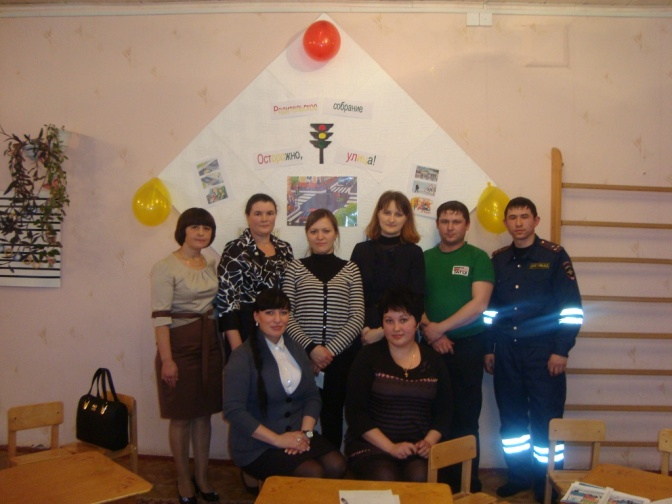 Родительское собрание
Осторожно, улица!